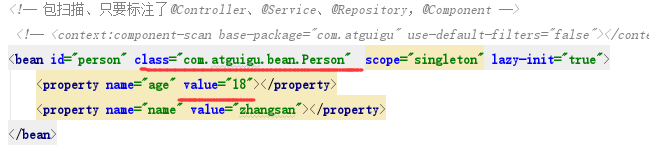 <!-- 包扫描、只要标注了@Controller、@Service、@Repository，@Component -->
<!-- <context:component-scan base-package="com.atguigu" use-default-filters="false"></conte
<bean id="person" class="com.atguigu.bean.Person" scope="singleton" lazy-init="true">
<property name="age" value="18"></property>
<property name="name" value="zhangsan"></property>
</bean>